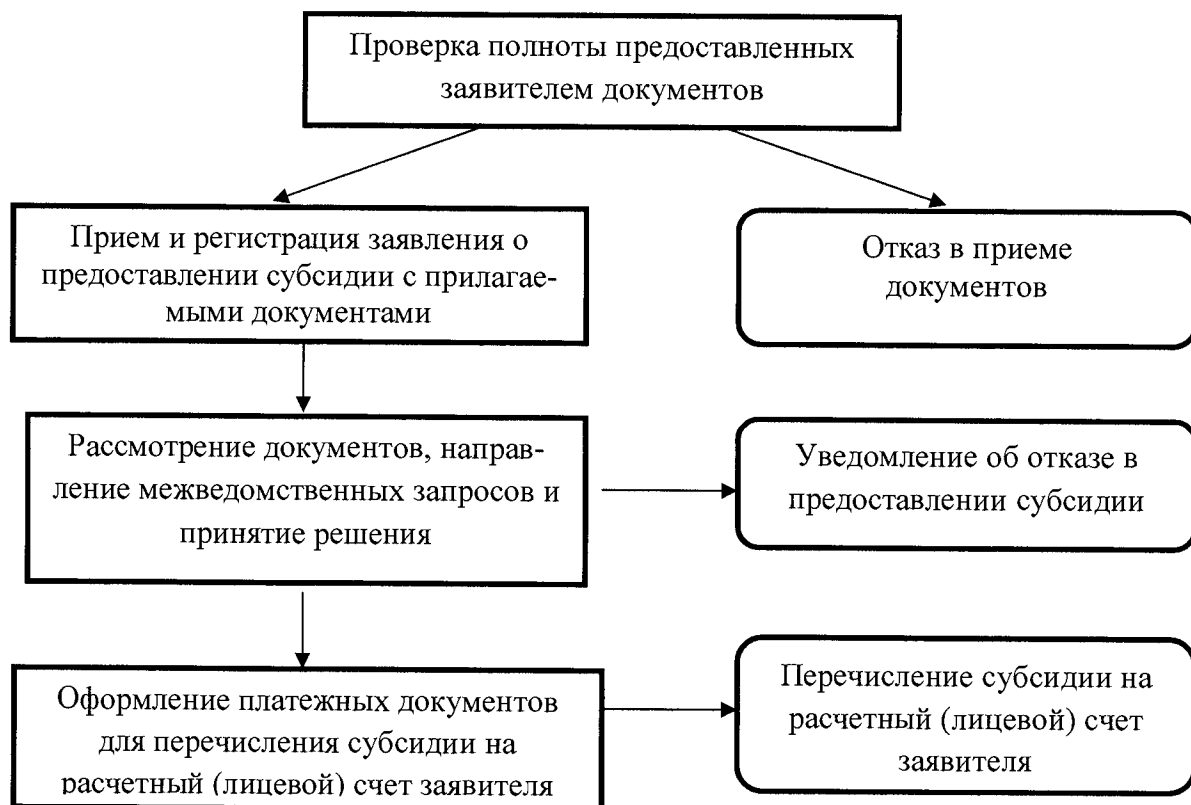 Проверка полноты предоставленных
заявителем документов
Прием и регистрация заявления о
предоставлении субсидии с прилагае-
мыми документами
Отказ в приеме
документов
Рассмотрение документов, направ-
ление межведомственных запросов и
принятие решения
Уведомление об отказе в
предоставлении субсидии
Оформление платежных документов
для перечисления субсидии на
расчетный (лицевой) счет заявителя
Перечисление субсидии на
расчетный (лицевой) счет
заявителя